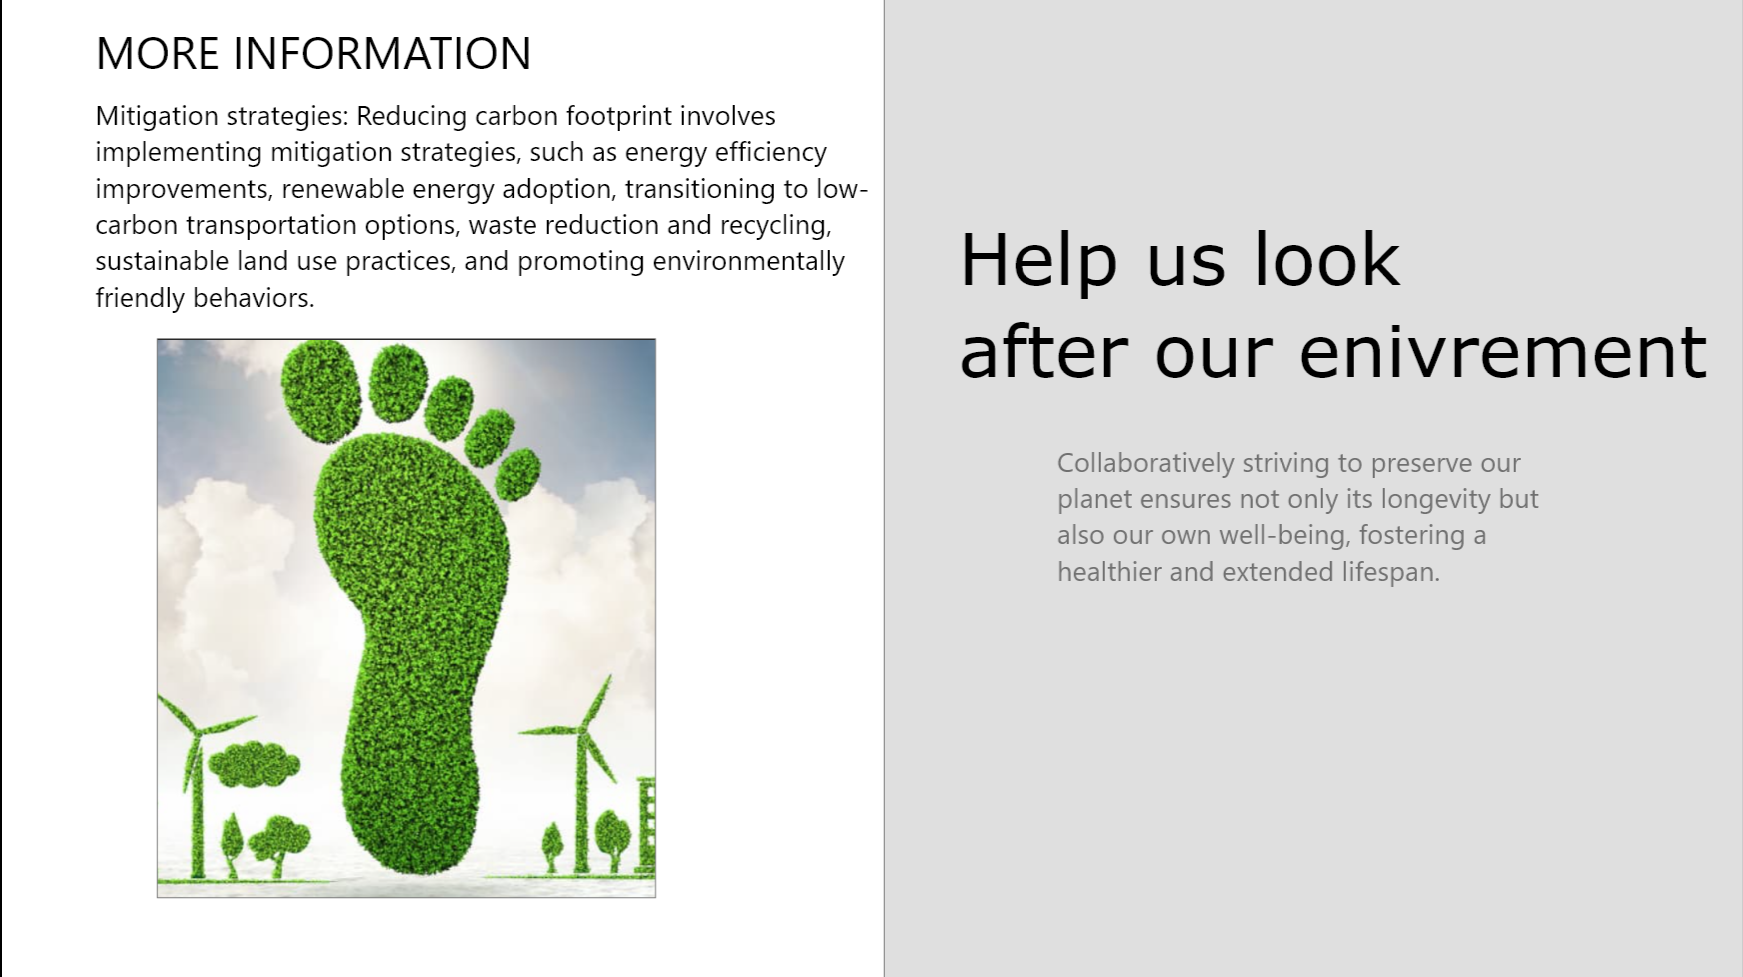 MORE INFORMATION
Mitigation strategies: Reducing carbon footprint involves
implementing mitigation strategies, such as energy efficiency
improvements, renewable energy adoption, transitioning to low-
carbon transportation options, waste reduction and recycling,
sustainable land use practices, and promoting environmentally
friendly behaviors.
Help us look
after our enivrement
Collaboratively striving to preserve our
planet ensures not only its longevity but
also our own well-being, fostering a
healthier and extended lifespan.